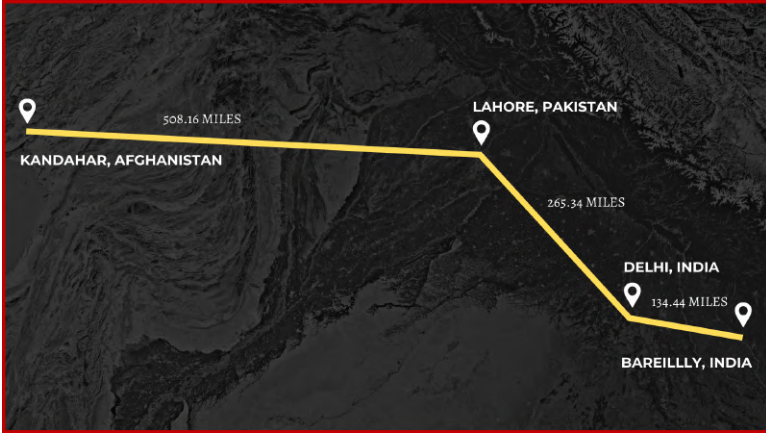 508.16 MILES
LAHORE, PAKISTAN
KANDAHAR, AFGHANISTAN
265.34 MILES
DELHI, INDIA
134.44 MILES
BAREILLLY, INDIA